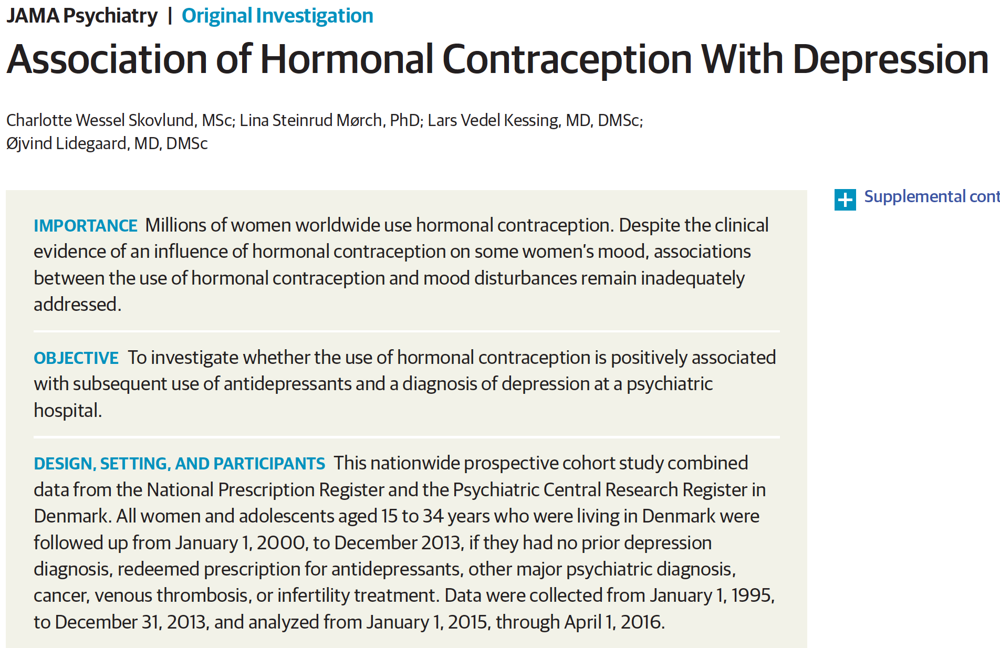 JAMA Psychiatry | Original Investigation
Association of Hormonal Contraception With Depression
Charlotte Wessel Skovlund, MSc; Lina Steinrud Mørch, PhD; Lars Vedel Kessing, MD, DMSc;
Øjvind Lidegaard, MD, DMSc
Supplemental cont
IMPORTANCE Millions of women worldwide use hormonal contraception. Despite the clinical
evidence of an influence of hormonal contraception on some women's mood, associations
between the use of hormonal contraception and mood disturbances remain inadequately
addressed.
OBJECTIVE To investigate whether the use of hormonal contraception is positively associated
with subsequent use of antidepressants and a diagnosis of depression at a psychiatric
hospital.
DESIGN, SETTING, AND PARTICIPANTS This nationwide prospective cohort study combined
data from the National Prescription Register and the Psychiatric Central Research Register in
Denmark. All women and adolescents aged 15 to 34 years who were living in Denmark were
followed up from January 1, 2000, to December 2013, if they had no prior depression
diagnosis, redeemed prescription for antidepressants, other major psychiatric diagnosis,
cancer, venous thrombosis, or infertility treatment. Data were collected from January 1, 1995,
to December 31, 2013, and analyzed from January 1, 2015, through April 1, 2016.